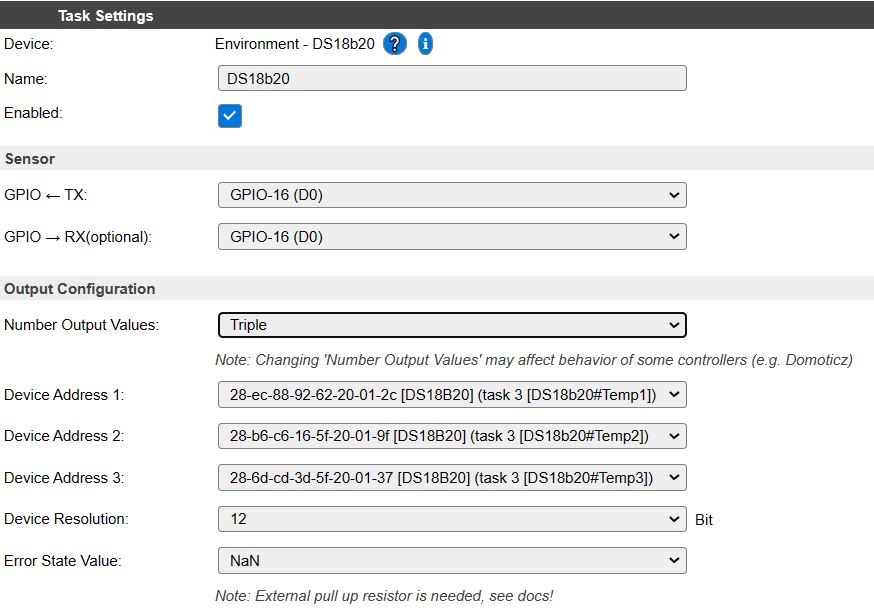 Task Settings
Device: Environment - DS18b20 ? i
Name: DS18b20
Enabled:
Sensor
GPIO ← TX: GPIO-16 (D0)
GPIO → RX(optional): GPIO-16 (D0)
Output Configuration
Number Output Values: Triple
Note: Changing 'Number Output Values' may affect behavior of some controllers (e.g. Domoticz)
Device Address 1: 28-ec-88-92-62-20-01-2c [DS18B20] (task 3 [DS18b20#Temp1])
Device Address 2: 28-b6-c6-16-5f-20-01-9f [DS18B20] (task 3 [DS18b20#Temp2])
Device Address 3: 28-6d-cd-3d-5f-20-01-37 [DS18B20] (task 3 [DS18b20#Temp3])
Device Resolution: 12 Bit
Error State Value: NaN
Note: External pull up resistor is needed, see docs!